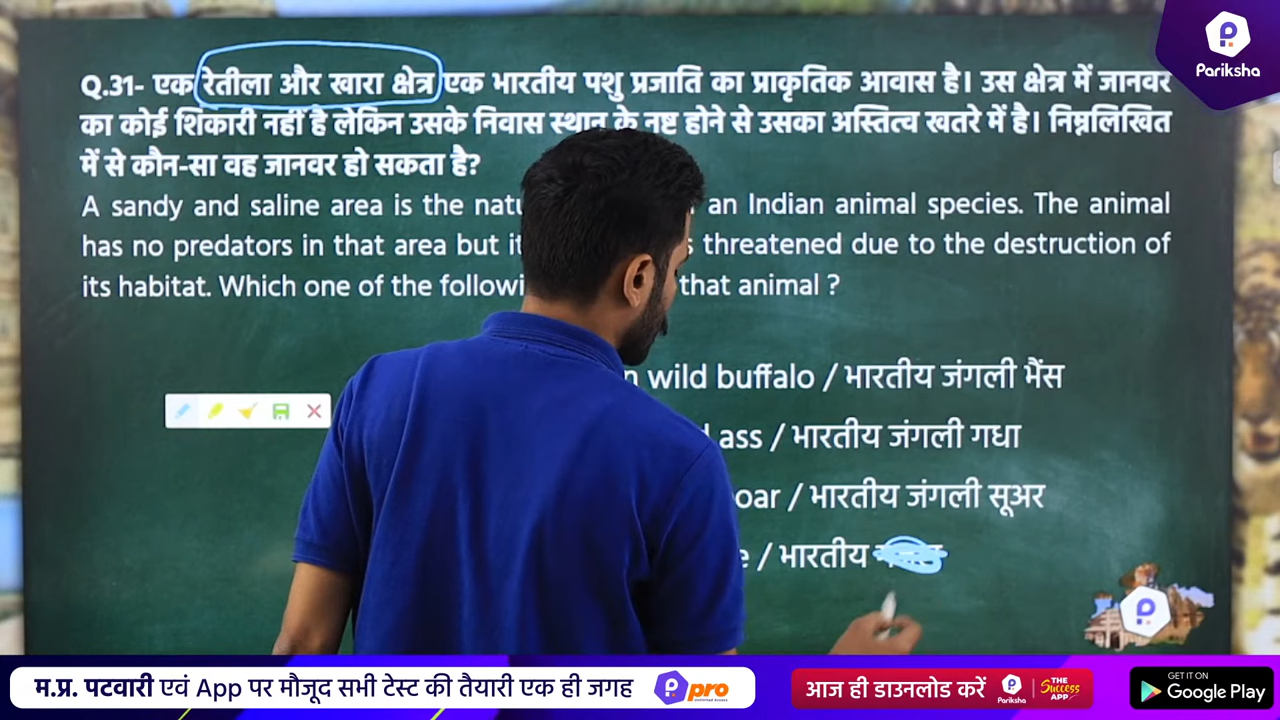 Q.31- एक रेतीला और खारा क्षेत्र एक भारतीय पशु प्रजाति का प्राकृतिक आवास है। उस क्षेत्र में जानवर
का कोई शिकारी नहीं है लेकिन उसके निवास स्थान के नष्ट होने से उसका अस्तित्व खतरे में है। निम्नलिखित
में से कौन-सा वह जानवर हो सकता है?
A sandy and saline area is the an Indian animal species. The animal
has no predators in that area but threatened due to the destruction of
its habitat. Which one of the that animal ?
wild buffalo / भारतीय जंगली भैंस
ass / भारतीय जंगली गधा
/ भारतीय जंगली सूअर
/ भारतीय
Pariksha
म.प्र. पटवारी एवं App पर मौजूद सभी टेस्ट की तैयारी एक ही जगह
pro
आज ही डाउनलोड करें
Pariksha
THE
Success
APP
GET IT ON
Google Play